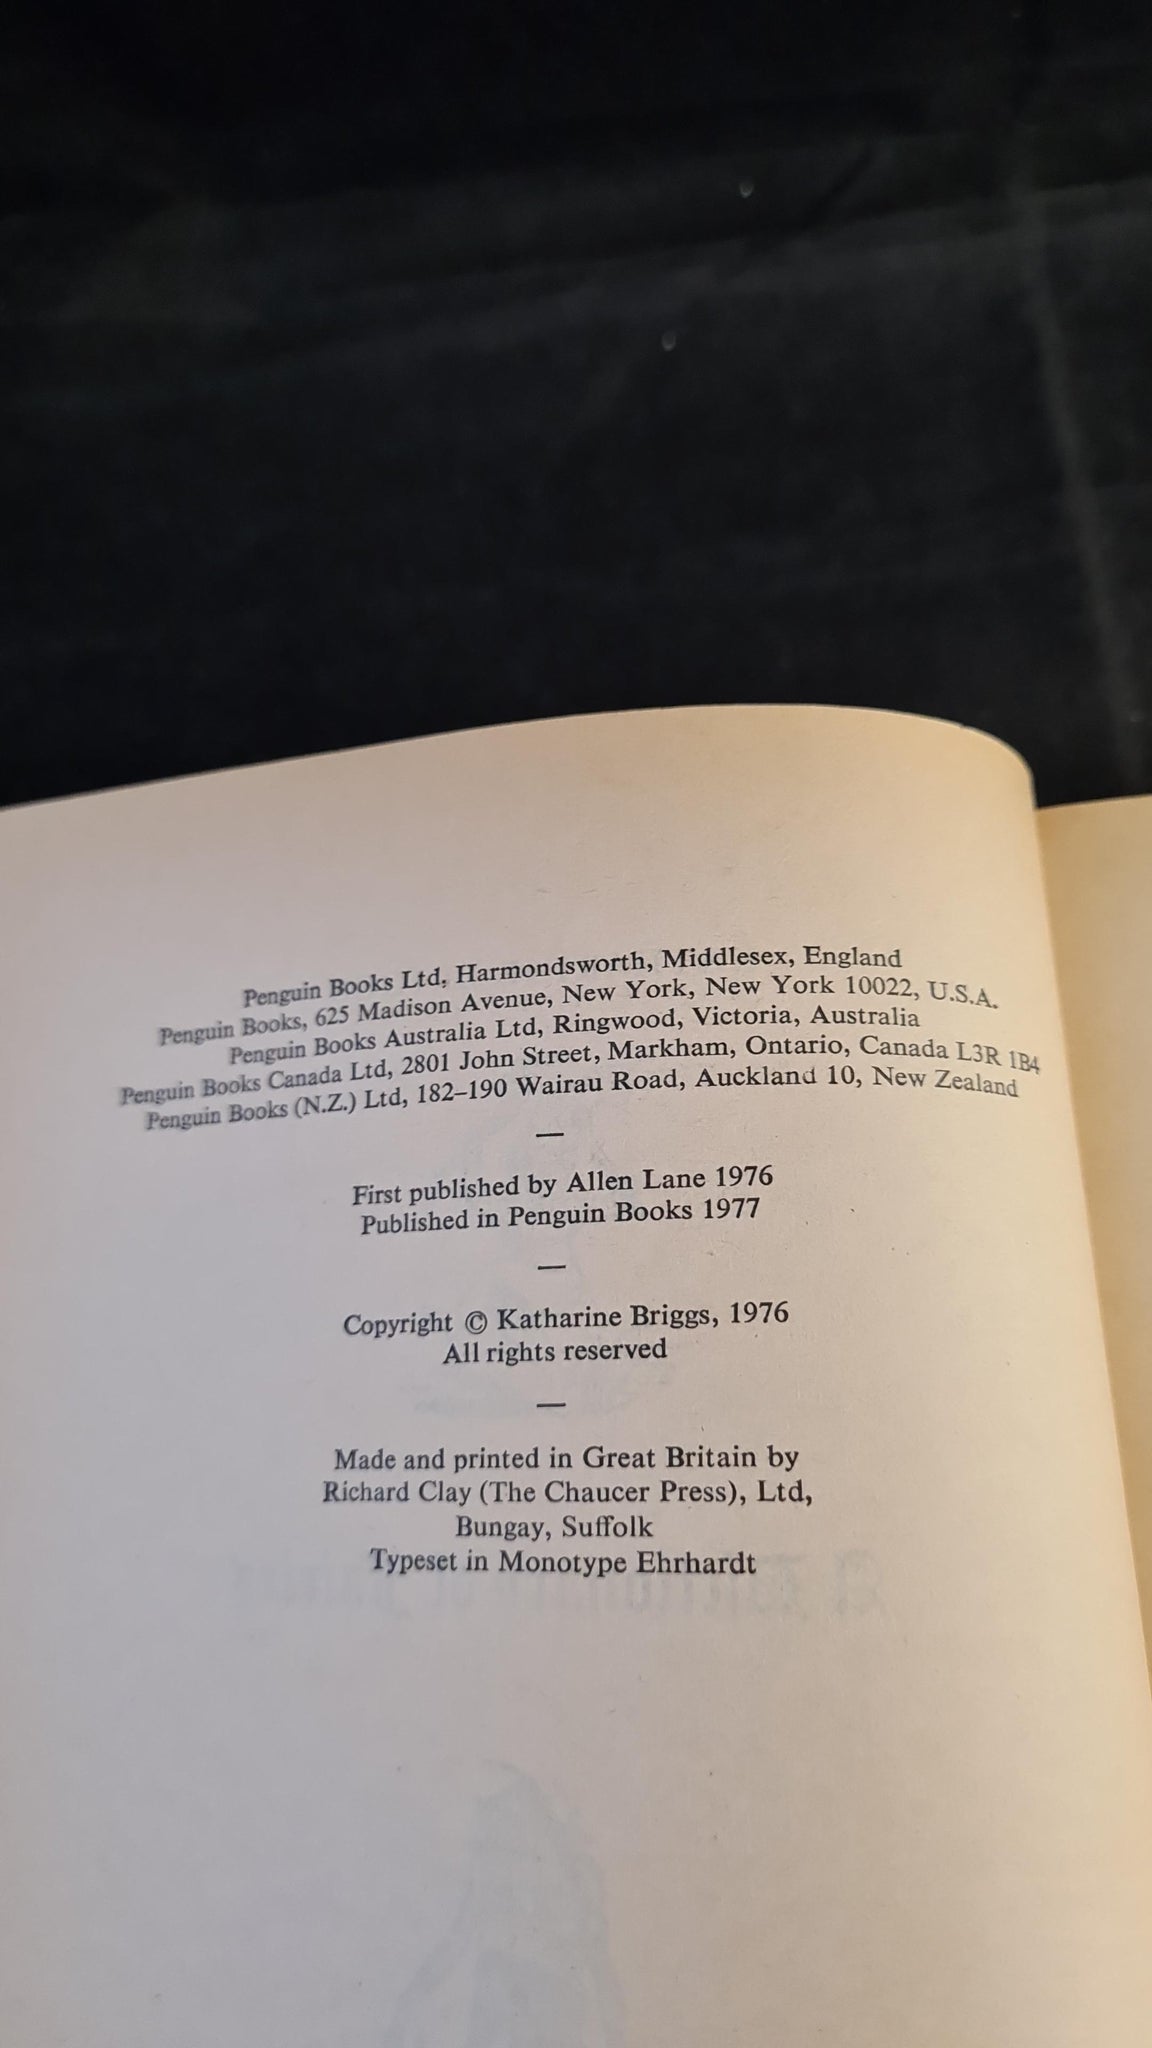 Penguin Books Ltd, Harmondsworth, Middlesex, England
Penguin Books, 625 Madison Avenue, New York, New York 10022, U.S.A.
Penguin Books Australia Ltd, Ringwood, Victoria, Australia
Penguin Books Canada Ltd, 2801 John Street, Markham, Ontario, Canada L3R 1B4
Penguin Books (N.Z.) Ltd, 182–190 Wairau Road, Auckland 10, New Zealand
—
First published by Allen Lane 1976
Published in Penguin Books 1977
—
Copyright © Katharine Briggs, 1976
All rights reserved
—
Made and printed in Great Britain by
Richard Clay (The Chaucer Press), Ltd,
Bungay, Suffolk
Typeset in Monotype Ehrhardt